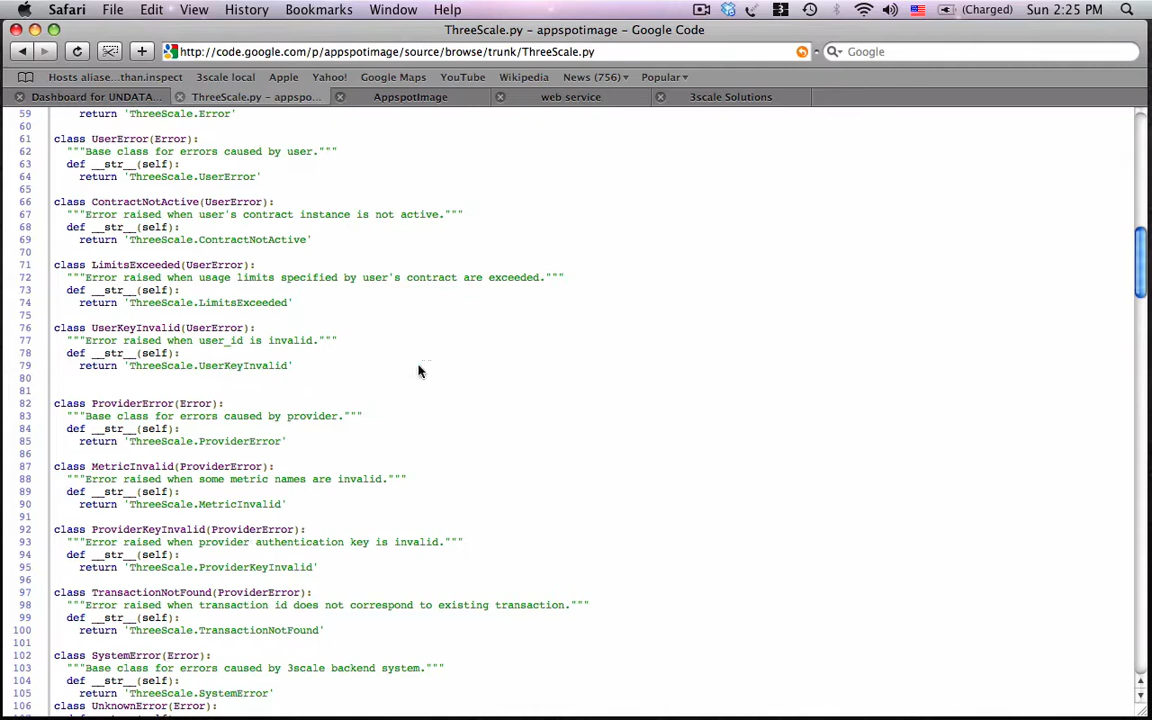 Safari File Edit View History Bookmarks Window Help (Charged) Sun 2:25 PM
ThreeScale.py - appspotimage - Google Code
http://code.google.com/p/appspotimage/source/browse/trunk/ThreeScale.py Google
Hosts aliase...than.inspect 3scale local Apple Yahoo! Google Maps YouTube Wikipedia News (756) Popular
Dashboard for UNDATA... ThreeScale.py - appspo... AppspotImage web service 3scale Solutions
59 return 'ThreeScale.Error'
60
61 class UserError(Error):
62 """Base class for errors caused by user."""
63 def __str__(self):
64 return 'ThreeScale.UserError'
65
66 class ContractNotActive(UserError):
67 """Error raised when user's contract instance is not active."""
68 def __str__(self):
69 return 'ThreeScale.ContractNotActive'
70
71 class LimitsExceeded(UserError):
72 """Error raised when usage limits specified by user's contract are exceeded."""
73 def __str__(self):
74 return 'ThreeScale.LimitsExceeded'
75
76 class UserKeyInvalid(UserError):
77 """Error raised when user_id is invalid."""
78 def __str__(self):
79 return 'ThreeScale.UserKeyInvalid'
80
81
82 class ProviderError(Error):
83 """Base class for errors caused by provider."""
84 def __str__(self):
85 return 'ThreeScale.ProviderError'
86
87 class MetricInvalid(ProviderError):
88 """Error raised when some metric names are invalid."""
89 def __str__(self):
90 return 'ThreeScale.MetricInvalid'
91
92 class ProviderKeyInvalid(ProviderError):
93 """Error raised when provider authentication key is invalid."""
94 def __str__(self):
95 return 'ThreeScale.ProviderKeyInvalid'
96
97 class TransactionNotFound(ProviderError):
98 """Error raised when transaction id does not correspond to existing transaction."""
99 def __str__(self):
100 return 'ThreeScale.TransactionNotFound'
101
102 class SystemError(Error):
103 """Base class for errors caused by 3scale backend system."""
104 def __str__(self):
105 return 'ThreeScale.SystemError'
106 class UnknownError(Error):